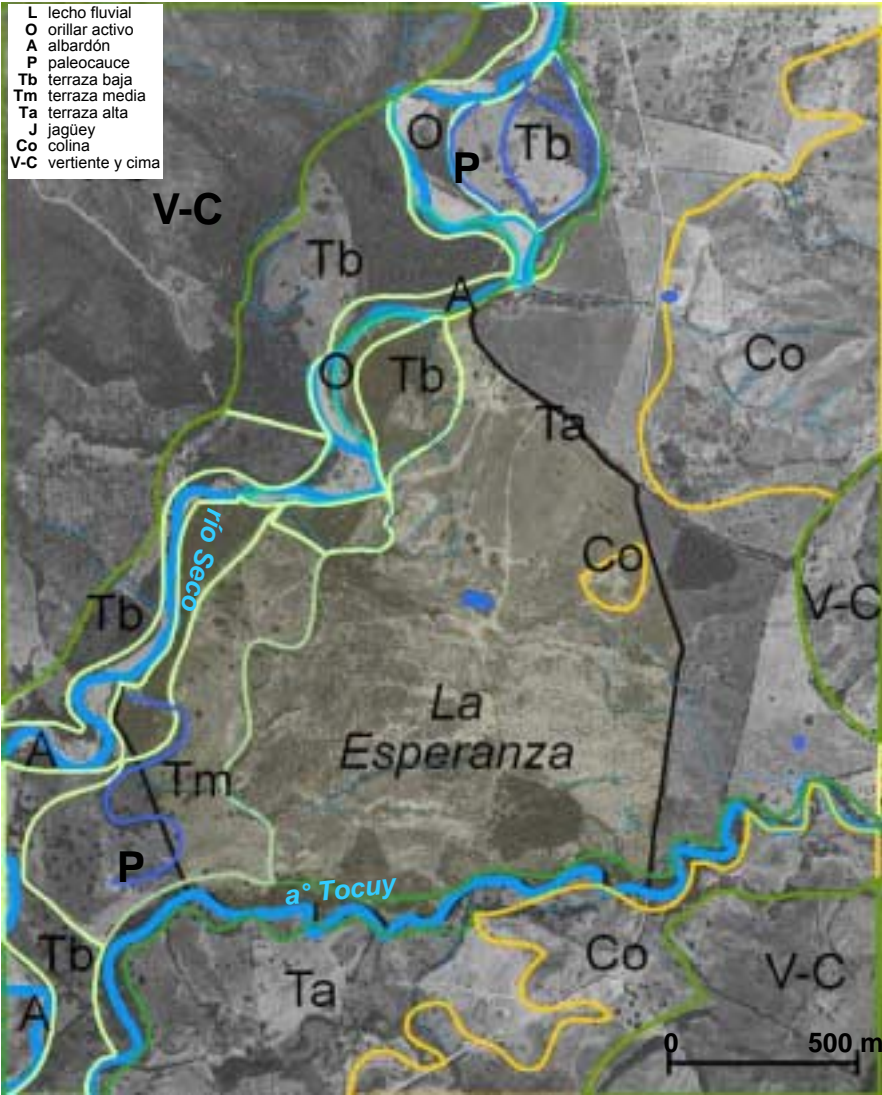 L lecho fluvial
O orillar activo
A albardón
P paleocauce
Tb terraza baja
Tm terraza media
Ta terraza alta
J jagüey
Co colina
V-C vertiente y cima
O
P
Tb
V-C
Tb
A
Co
O
Tb
Ta
río Seco
Co
Tb
V-C
La
Esperanza
A
Tm
P
a° Tocuy
Tb
Co
V-C
Ta
A
0 500 m